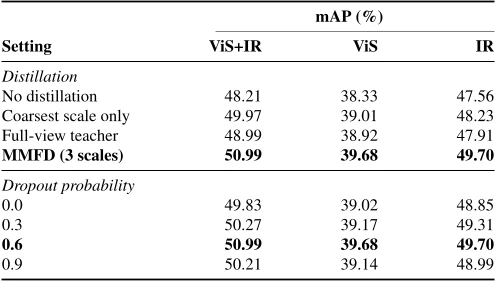 mAP (%)
Setting ViS+IR ViS IR
Distillation
No distillation 48.21 38.33 47.56
Coarsest scale only 49.97 39.01 48.23
Full-view teacher 48.99 38.92 47.91
MMFD (3 scales) 50.99 39.68 49.70
Dropout probability
0.0 49.83 39.02 48.85
0.3 50.27 39.17 49.31
0.6 50.99 39.68 49.70
0.9 50.21 39.14 48.99